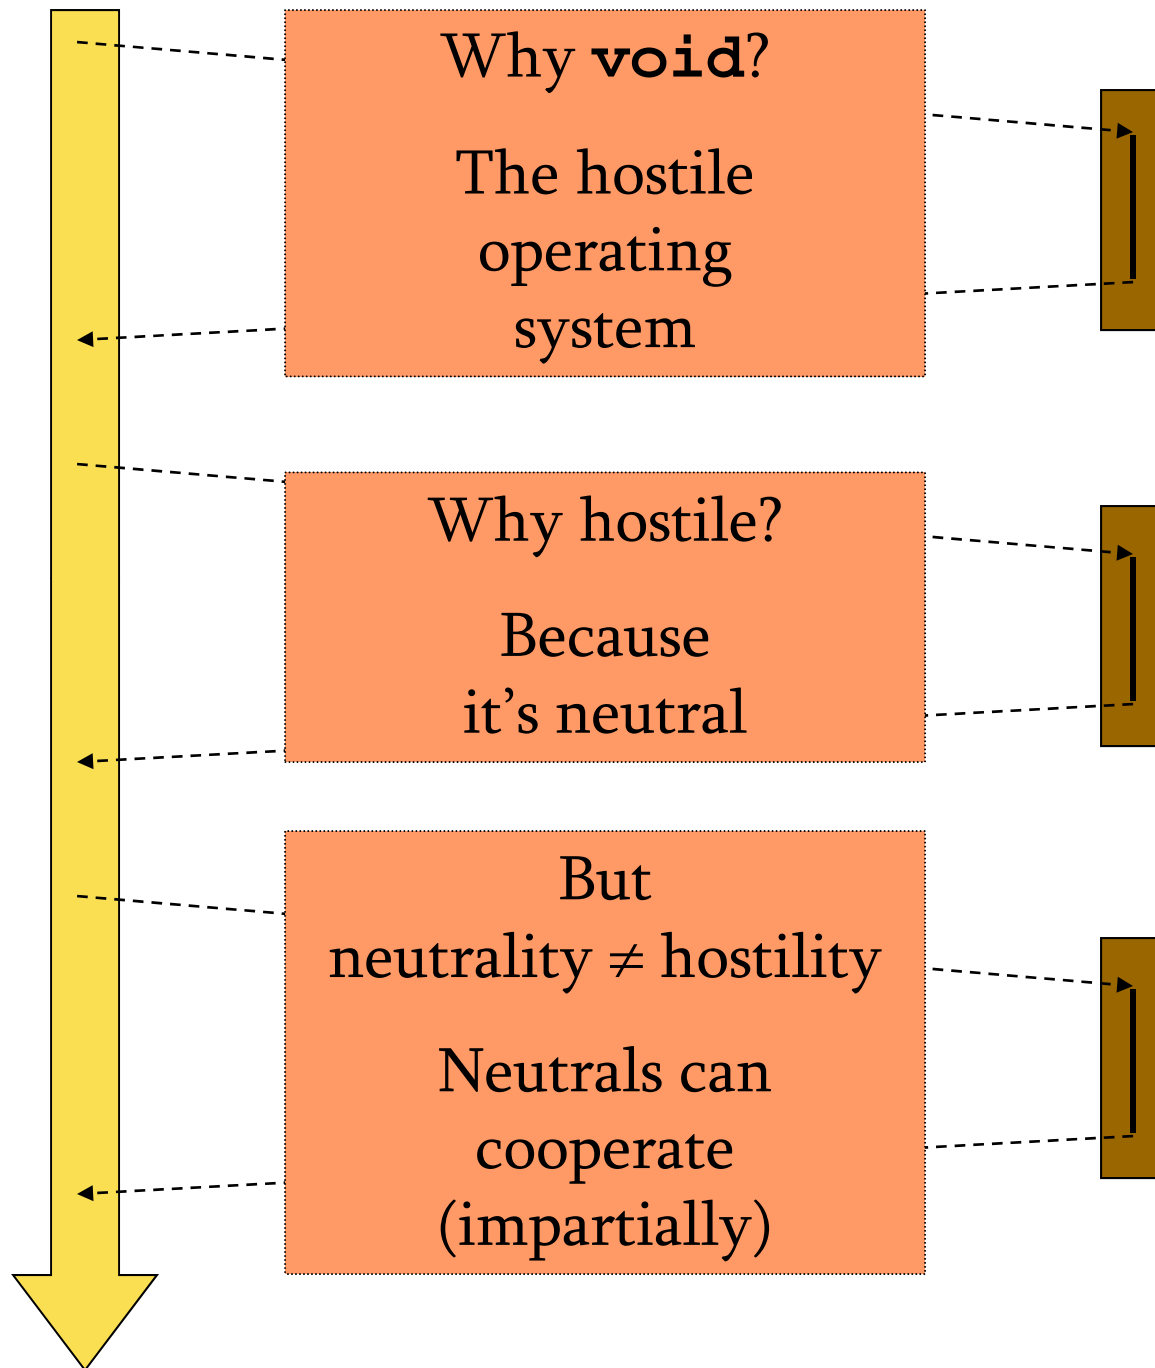 Why void?
The hostile
operating
system
Why hostile?
Because
it’s neutral
But
neutrality ≠ hostility
Neutrals can
cooperate
(impartially)